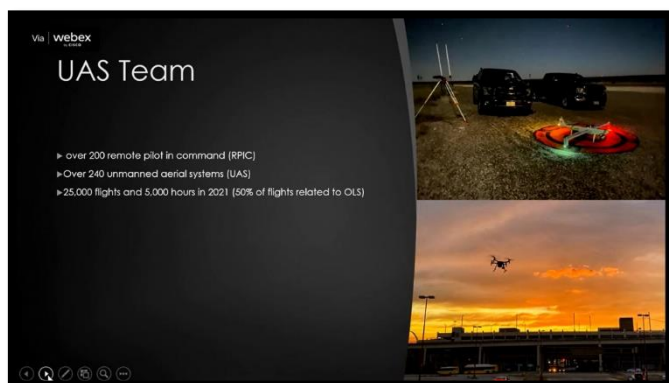 Via webex
by CISCO
UAS Team
over 200 remote pilot in command (RPIC)
Over 240 unmanned aerial systems (UAS)
25,000 flights and 5,000 hours in 2021 (50% of flights related to OLS)